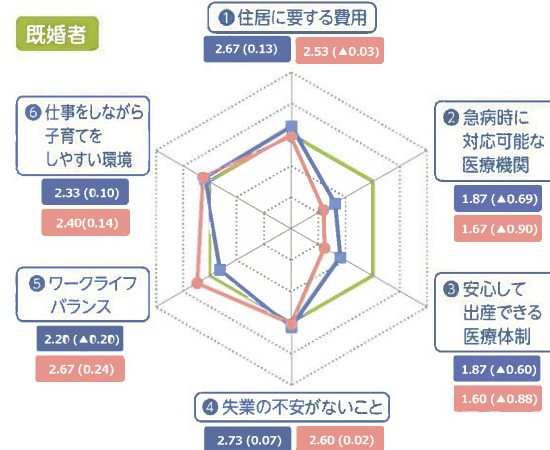 既婚者
❶住居に要する費用
2.67 (0.13) 2.53 (▲0.03)
❷急病時に
対応可能な
医療機関
1.87 (▲0.69)
1.67 (▲0.90)
❸安心して
出産できる
医療体制
1.87 (▲0.60)
1.60 (▲0.88)
❹失業の不安がないこと
2.73 (0.07) 2.60 (0.02)
❺ワークライフ
バランス
2.20 (▲0.20)
2.67 (0.24)
❻仕事をしながら
子育てを
しやすい環境
2.33 (0.10)
2.40(0.14)